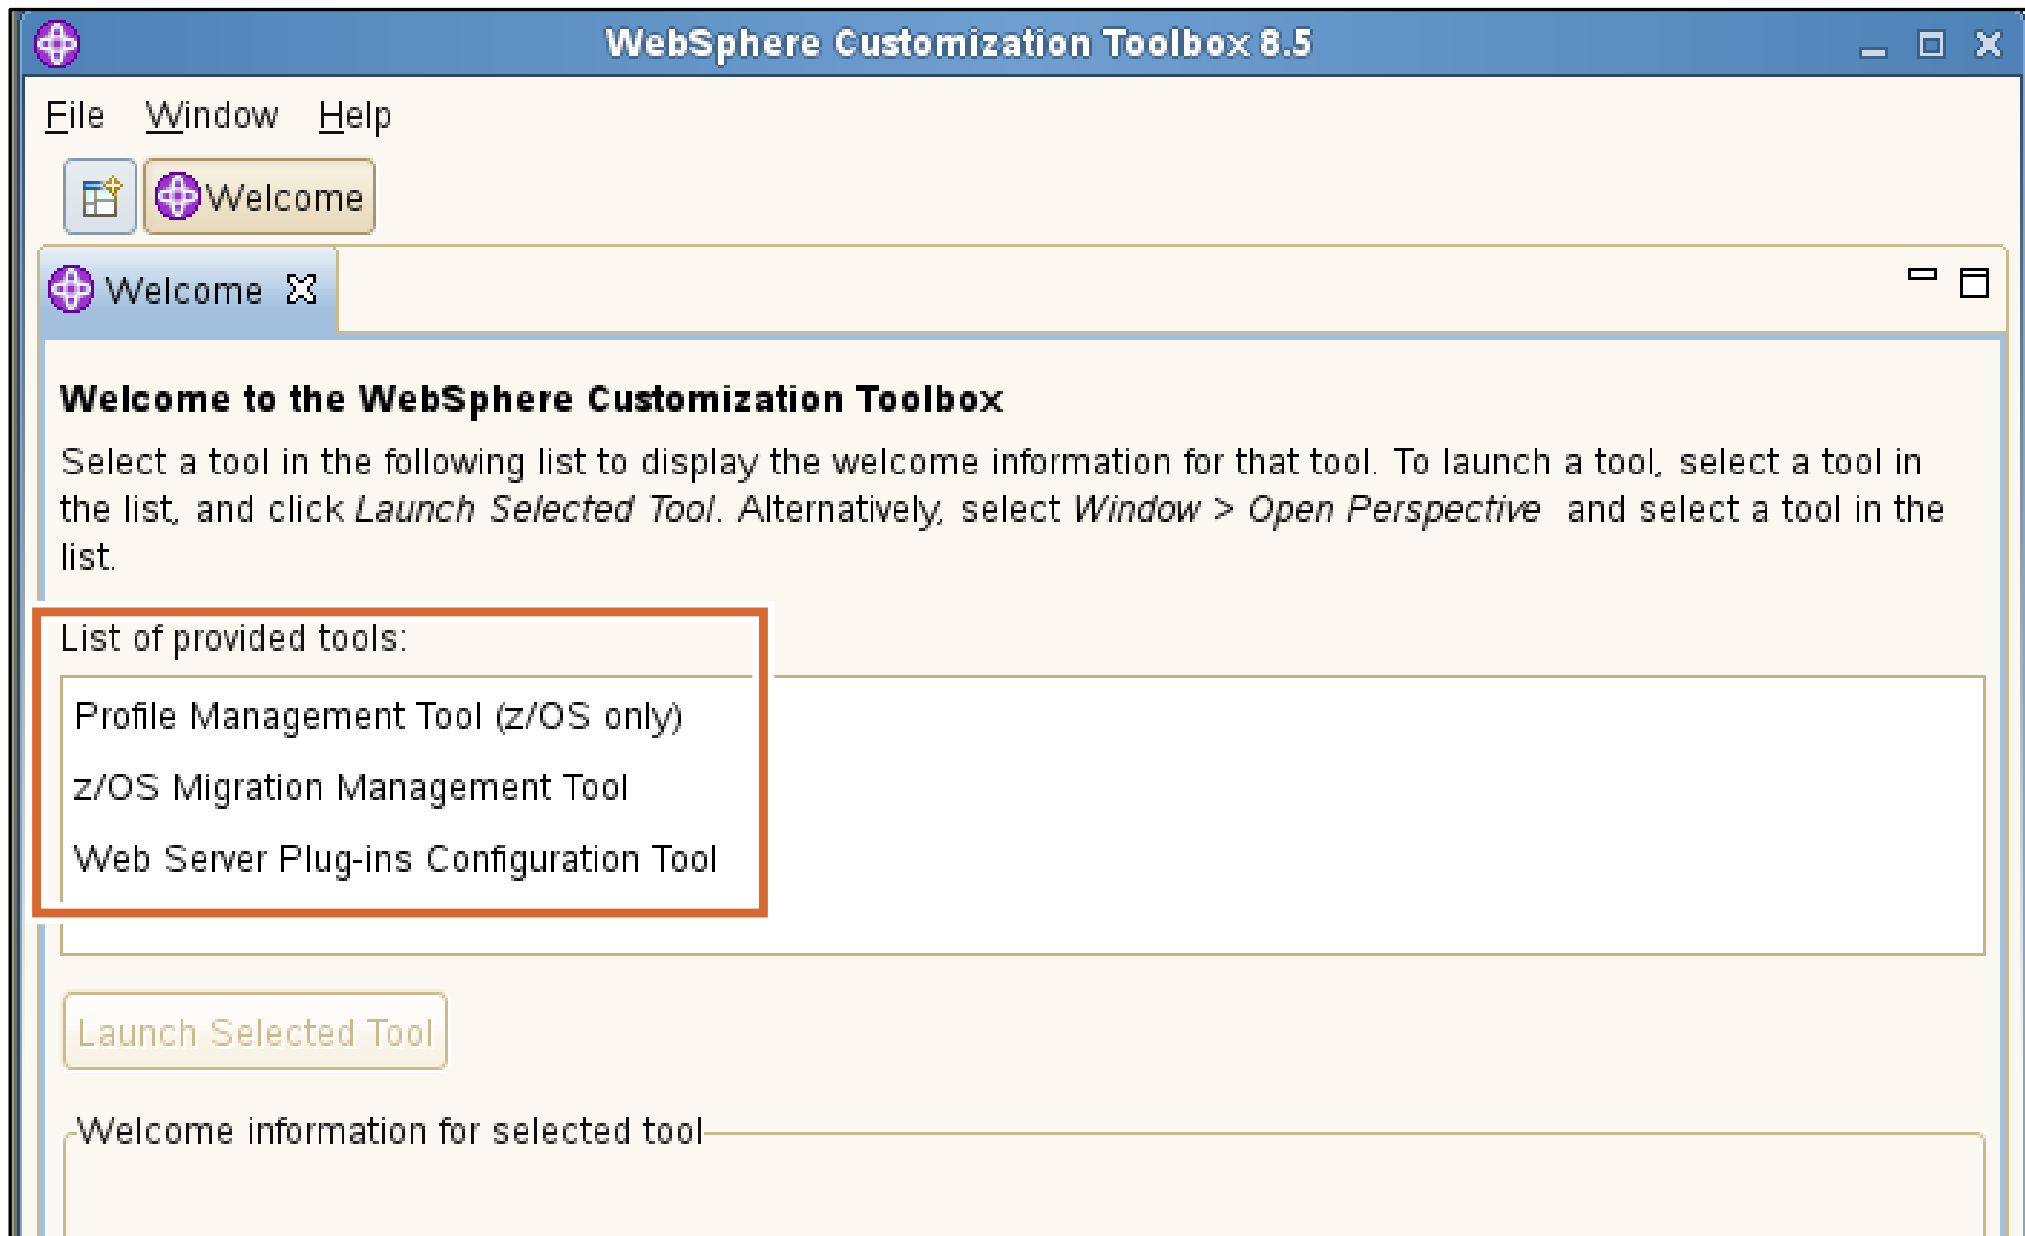 WebSphere Customization Toolbox 8.5
File Window Help
Welcome
Welcome
Welcome to the WebSphere Customization Toolbox
Select a tool in the following list to display the welcome information for that tool. To launch a tool, select a tool in
the list, and click Launch Selected Tool. Alternatively, select Window > Open Perspective and select a tool in the
list.
List of provided tools:
Profile Management Tool (z/OS only)
z/OS Migration Management Tool
Web Server Plug-ins Configuration Tool
Launch Selected Tool
Welcome information for selected tool